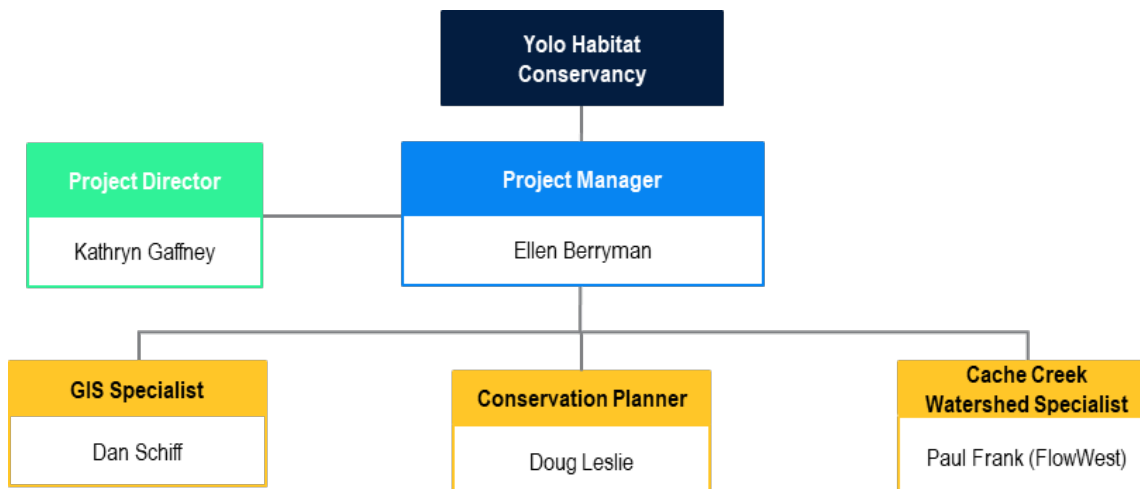 Yolo Habitat
Conservancy
Project Director
Kathryn Gaffney
Project Manager
Ellen Berryman
GIS Specialist
Dan Schiff
Conservation Planner
Doug Leslie
Cache Creek
Watershed Specialist
Paul Frank (FlowWest)